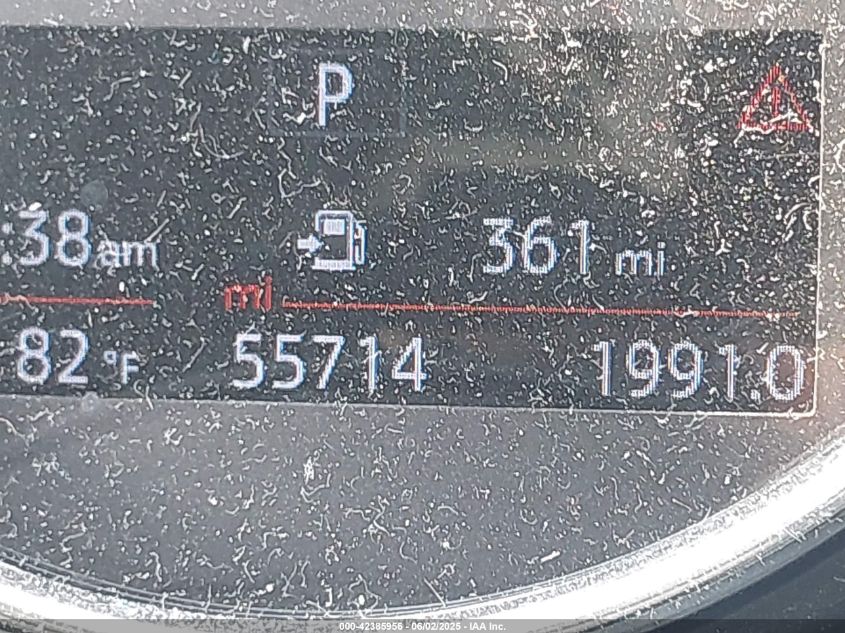 P
:38 am 361 mi
mi
82 °F 55714 1991.0
000-42385956 - 06/02/2025 - IAA Inc.